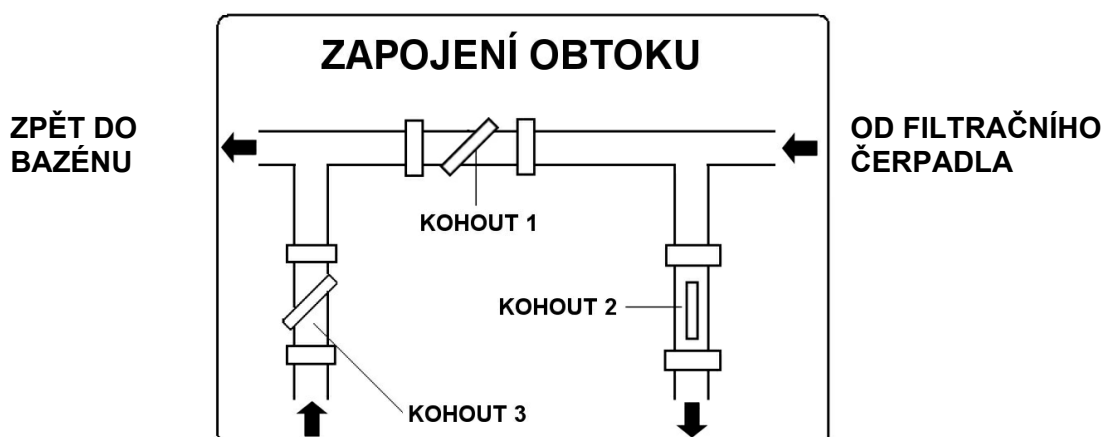 ZAPOJENÍ OBTOKU
ZPĚT DO
BAZÉNU
OD FILTRAČNÍHO
ČERPADLA
KOHOUT 1
KOHOUT 2
KOHOUT 3